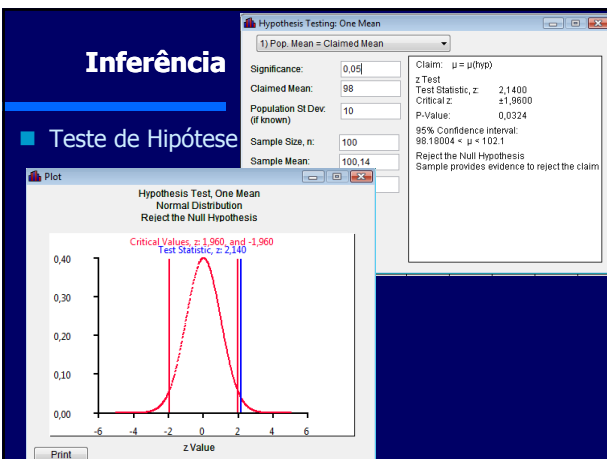 Inferência
Teste de Hipótese
Hypothesis Testing: One Mean
1) Pop. Mean = Claimed Mean
Significance: 0,05
Claimed Mean: 98
Population St Dev: 10
(if known)
Sample Size, n: 100
Sample Mean: 100,14
Claim: µ = µ(hyp)
z Test
Test Statistic, z: 2,1400
Critical z: ±1,9600
P-Value: 0,0324
95% Confidence interval:
98.18004 < µ < 102.1
Reject the Null Hypothesis
Sample provides evidence to reject the claim
Plot
Hypothesis Test, One Mean
Normal Distribution
Reject the Null Hypothesis
Critical Values, z: 1,960, and -1,960
Test Statistic, z: 2,140
0,40
0,30
0,20
0,10
0,00
-6 -4 -2 0 2 4 6
z Value
Print